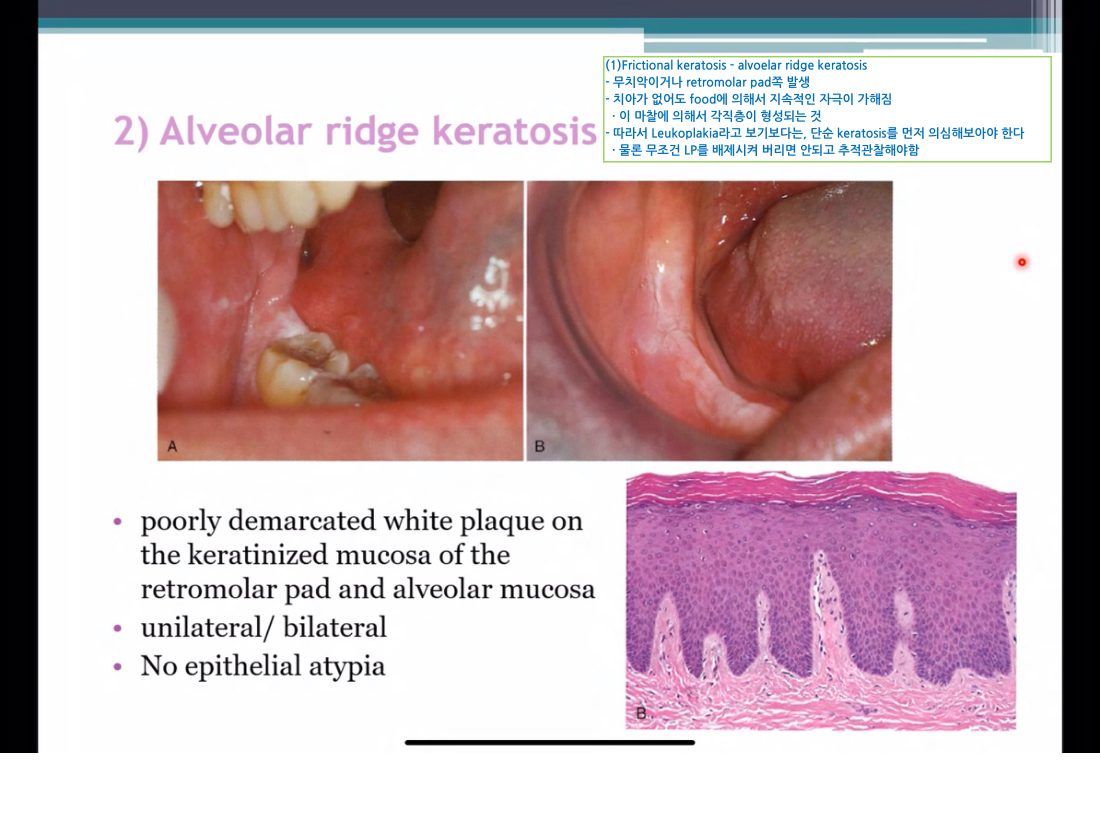 (1)Frictional keratosis - alvoelar ridge keratosis
- 무치악이거나 retromolar pad쪽 발생
- 치아가 없어도 food에 의해서 지속적인 자극이 가해짐
· 이 마찰에 의해서 각직층이 형성되는 것
- 따라서 Leukoplakia라고 보기보다는, 단순 keratosis를 먼저 의심해보아야 한다
· 물론 무조건 LP를 배제시켜 버리면 안되고 추적관찰해야함
2) Alveolar ridge keratosis
A
B
• poorly demarcated white plaque on
the keratinized mucosa of the
retromolar pad and alveolar mucosa
• unilateral/ bilateral
• No epithelial atypia
B